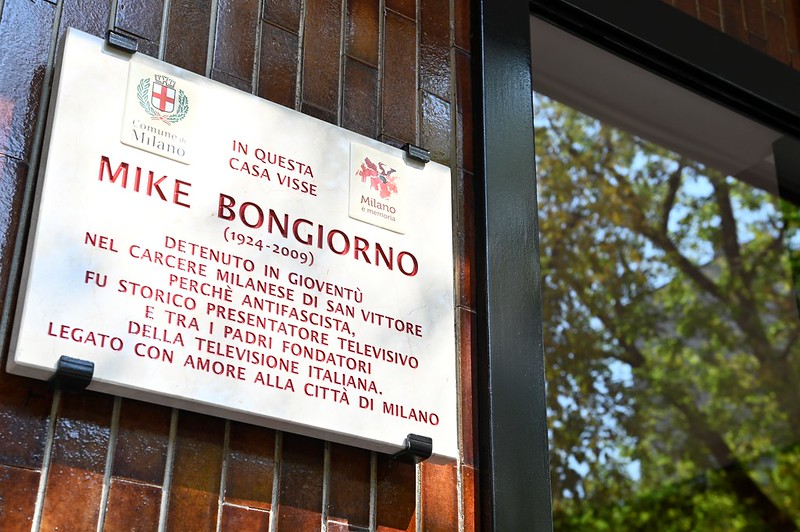 Comune di
Milano
IN QUESTA
CASA VISSE
Milano
e memoria
MIKE BONGIORNO
(1924-2009)
DETENUTO IN GIOVENTÙ
NEL CARCERE MILANESE DI SAN VITTORE
PERCHÈ ANTIFASCISTA,
FU STORICO PRESENTATORE TELEVISIVO
E TRA I PADRI FONDATORI
DELLA TELEVISIONE ITALIANA.
LEGATO CON AMORE ALLA CITTÀ DI MILANO